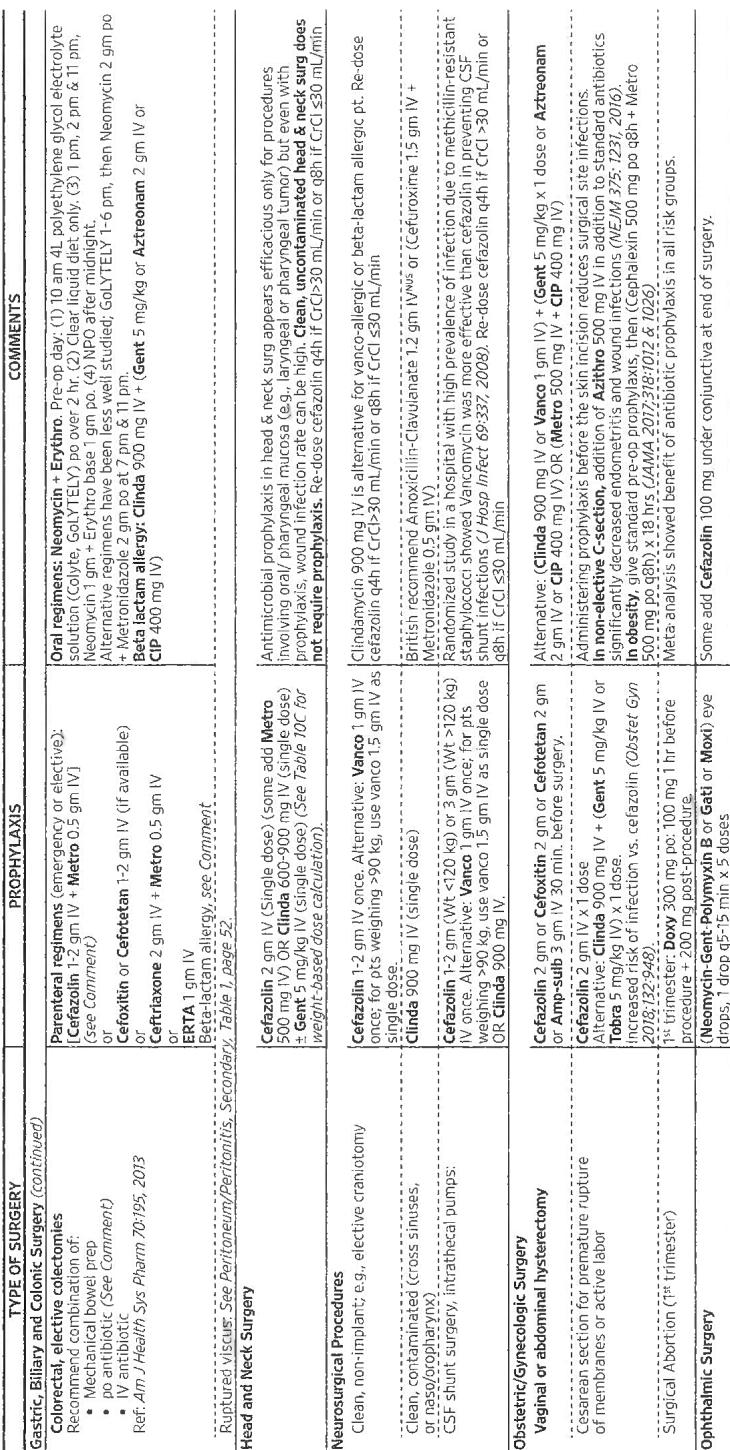 TYPE OF SURGERY
PROPHYLAXIS
COMMENTS
Gastric, Biliary and Colonic Surgery (continued)
Colorectal, elective colectomies
Recommend combination of:
• Mechanical bowel prep
• po antibiotic (See Comment)
• IV antibiotic
Ref: Am J Health Sys Pharm 70:195, 2013
Parenteral regimens (emergency or elective):
[Cefazolin 1-2 gm IV + Metro 0.5 gm IV]
(see Comment)
or
Cefoxitin or Cefotetan 1-2 gm IV (if available)
or
Ceftriaxone 2 gm IV + Metro 0.5 gm IV
or
ERTA 1 gm IV
Beta-lactam allergy, see Comment
Oral regimens: Neomycin + Erythro. Pre-op day: (1) 10 am 4L polyethylene glycol electrolyte
solution (Colyte, GoLYTELY) po over 2 hr. (2) Clear liquid diet only. (3) 1 pm, 2 pm & 11 pm,
Neomycin 1 gm + Erythro base 1 gm po. (4) NPO after midnight.
Alternative regimens have been less well studied; GoLYTELY 1-6 pm, then Neomycin 2 gm po
+ Metronidazole 2 gm po at 7 pm & 11 pm.
Beta lactam allergy: Clinda 900 mg IV + (Gent 5 mg/kg or Aztreonam 2 gm IV or
CIP 400 mg IV)
Ruptured viscus: See Peritoneum/Peritonitis, Secondary, Table 1, page 52.
Head and Neck Surgery
Cefazolin 2 gm IV (Single dose) (some add Metro
500 mg IV) OR Clinda 600-900 mg IV (single dose)
± Gent 5 mg/kg IV (single dose) (See Table 10C for
weight-based dose calculation).
Antimicrobial prophylaxis in head & neck surg appears efficacious only for procedures
involving oral/ pharyngeal mucosa (e.g., laryngeal or pharyngeal tumor) but even with
prophylaxis, wound infection rate can be high. Clean, uncontaminated head & neck surg does
not require prophylaxis. Re-dose cefazolin q4h if CrCl>30 mL/min or q8h if CrCl ≤30 mL/min
Neurosurgical Procedures
Clean, non-implant; e.g., elective craniotomy
Cefazolin 1-2 gm IV once. Alternative: Vanco 1 gm IV
once; for pts weighing >90 kg, use vanco 1.5 gm IV as
single dose.
Clindamycin 900 mg IV is alternative for vanco-allergic or beta-lactam allergic pt. Re-dose
cefazolin q4h if CrCl>30 mL/min or q8h if CrCl ≤30 mL/min
Clean, contaminated (cross sinuses,
or naso/oropharynx)
Clinda 900 mg IV (single dose)
British recommend Amoxicillin-Clavulanate 1.2 gm IVNUS or (Cefuroxime 1.5 gm IV +
Metronidazole 0.5 gm IV)
CSF shunt surgery, intrathecal pumps:
Cefazolin 1-2 gm (Wt <120 kg) or 3 gm (Wt >120 kg)
IV once. Alternative: Vanco 1 gm IV once; for pts
weighing >90 kg, use vanco 1.5 gm IV as single dose
OR Clinda 900 mg IV.
Randomized study in a hospital with high prevalence of infection due to methicillin-resistant
staphylococci showed Vancomycin was more effective than cefazolin in preventing CSF
shunt infections (J Hosp Infect 69:337, 2008). Re-dose cefazolin q4h if CrCl >30 mL/min or
q8h if CrCl ≤30 mL/min
Obstetric/Gynecologic Surgery
Vaginal or abdominal hysterectomy
Cefazolin 2 gm or Cefoxitin 2 gm or Cefotetan 2 gm
or Amp-sulb 3 gm IV 30 min. before surgery.
Alternative: (Clinda 900 mg IV or Vanco 1 gm IV) + (Gent 5 mg/kg x 1 dose or Aztreonam
2 gm IV or CIP 400 mg IV) OR (Metro 500 mg IV + CIP 400 mg IV)
Cesarean section for premature rupture
of membranes or active labor
Cefazolin 2 gm IV x 1 dose
Alternative: Clinda 900 mg IV + (Gent 5 mg/kg IV or
Tobra 5 mg/kg IV) x 1 dose.
Increased risk of infection vs. cefazolin (Obstet Gyn
2018;132:948).
Administering prophylaxis before the skin incision reduces surgical site infections.
In non-elective C-section, addition of Azithro 500 mg IV in addition to standard antibiotics
significantly decreased endometritis and wound infections (NEJM 375: 1231, 2016).
In obesity, give standard pre-op prophylaxis, then (Cephalexin 500 mg po q8h + Metro
500 mg po q8h) x 18 hrs (JAMA 2017;318:1012 & 1026)
Surgical Abortion (1st trimester)
1st trimester: Doxy 300 mg po: 100 mg 1 hr before
procedure + 200 mg post-procedure.
Meta analysis showed benefit of antibiotic prophylaxis in all risk groups.
Ophthalmic Surgery
(Neomycin-Gent-Polymyxin B or Gati or Moxi) eye
drops, 1 drop q5-15 min x 5 doses
Some add Cefazolin 100 mg under conjunctiva at end of surgery.